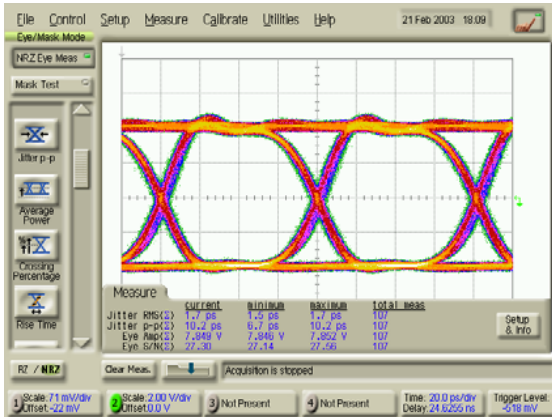 File Control Setup Measure Calibrate Utilities Help 21 Feb 2003 18:09
Eye/Mask Mode
NRZ Eye Meas
Mask Test
Jitter p-p
Average
Power
Crossing
Percentage
Rise Time
Measure
current minimum maximum total meas
Jitter RMS(Σ) 1.7 ps 1.5 ps 1.7 ps 107
Jitter p-p(Σ) 10.2 ps 6.7 ps 10.2 ps 107
Eye Amp(Σ) 7.849 V 7.846 V 7.852 V 107
Eye S/N(Σ) 27.30 27.14 27.56 107
Setup
& Info
RZ / NRZ
Clear Meas.
Acquisition is stopped
1 Scale:71 mV/div
Offset:-22 mV
2 Scale:2.00 V/div
Offset:0.0 V
3 Not Present
4 Not Present
Time: 20.0 ps/div
Delay:24.6255 ns
Trigger Level:
-518 mV